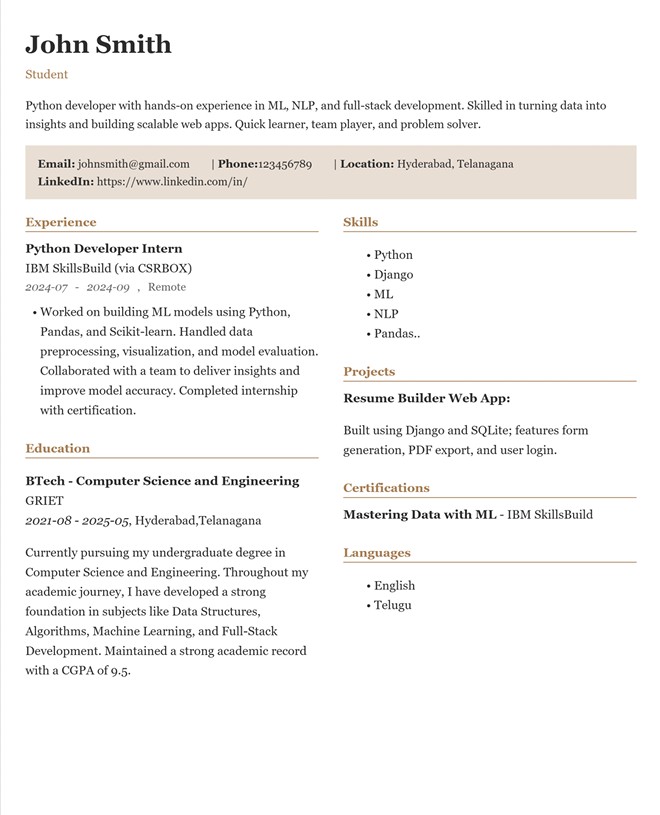 John Smith
Student
Python developer with hands-on experience in ML, NLP, and full-stack development. Skilled in turning data into
insights and building scalable web apps. Quick learner, team player, and problem solver.
Email: johnsmith@gmail.com | Phone:123456789 | Location: Hyderabad, Telanagana
LinkedIn: https://www.linkedin.com/in/
Experience
Python Developer Intern
IBM SkillsBuild (via CSRBOX)
2024-07 - 2024-09 , Remote
• Worked on building ML models using Python,
Pandas, and Scikit-learn. Handled data
preprocessing, visualization, and model evaluation.
Collaborated with a team to deliver insights and
improve model accuracy. Completed internship
with certification.
Education
BTech - Computer Science and Engineering
GRIET
2021-08 - 2025-05, Hyderabad,Telanagana
Currently pursuing my undergraduate degree in
Computer Science and Engineering. Throughout my
academic journey, I have developed a strong
foundation in subjects like Data Structures,
Algorithms, Machine Learning, and Full-Stack
Development. Maintained a strong academic record
with a CGPA of 9.5.
Skills
• Python
• Django
• ML
• NLP
• Pandas..
Projects
Resume Builder Web App:
Built using Django and SQLite; features form
generation, PDF export, and user login.
Certifications
Mastering Data with ML - IBM SkillsBuild
Languages
• English
• Telugu